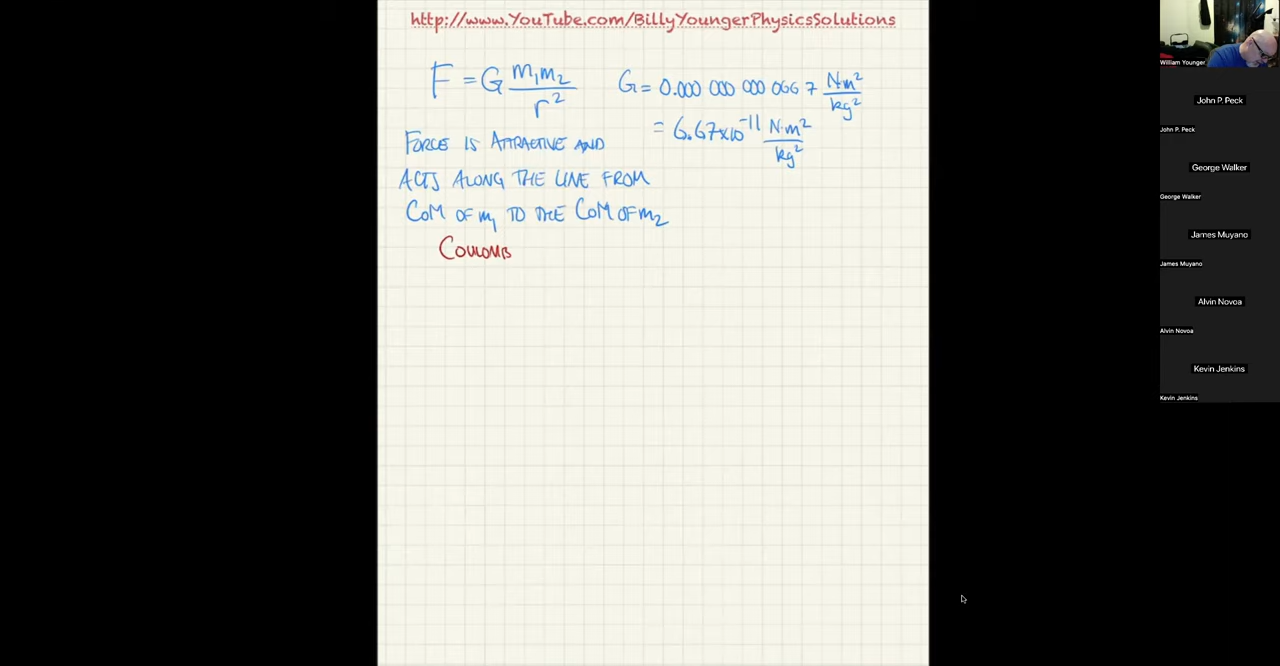 http://www.YouTube.com/BillyYoungerPhysicsSolutions
F = G m₁m₂ / r²
G = 0.000 000 000 066 7 N·m² / kg²
= 6.67x10⁻¹¹ N·m² / kg²
FORCE IS ATTRACTIVE AND
ACTS ALONG THE LINE FROM
CoM OF m₁ TO THE CoM OF m₂
COULOMB
William Younger
John P. Peck
John P. Peck
George Walker
George Walker
James Muyano
James Muyano
Alvin Novoa
Alvin Novoa
Kevin Jenkins
Kevin Jenkins